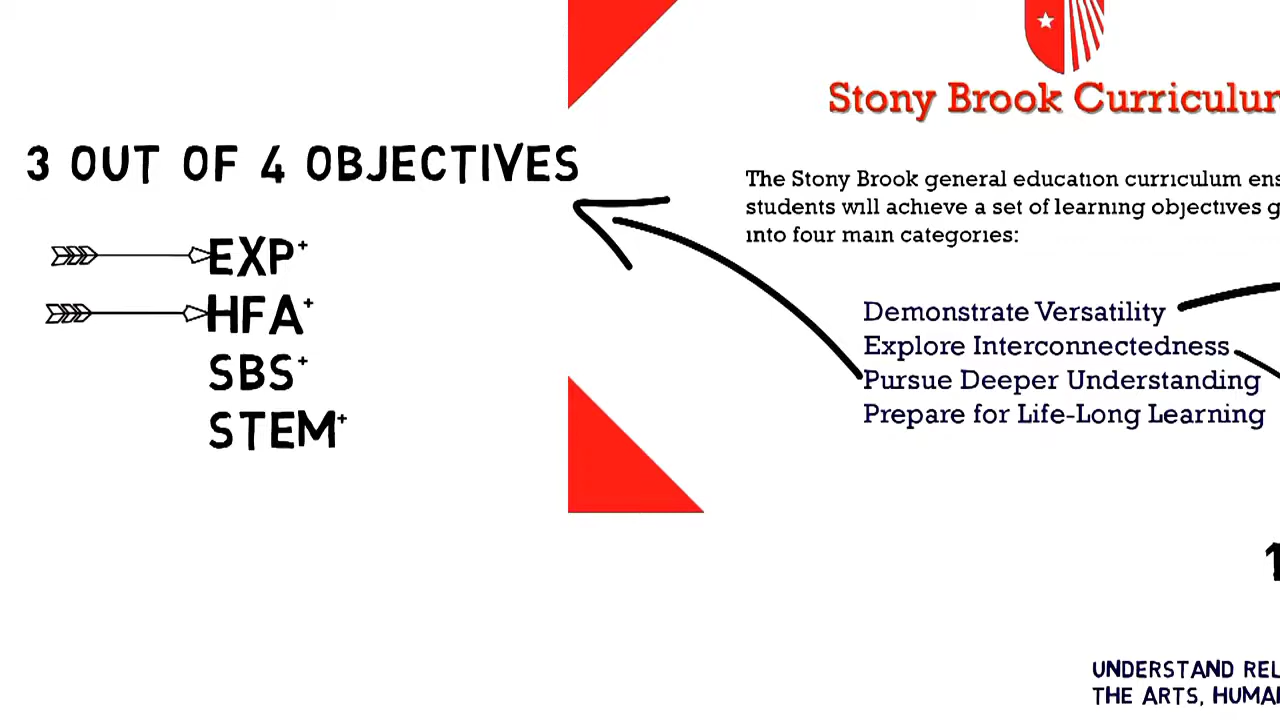 3 OUT OF 4 OBJECTIVES
EXP+
HFA+
SBS+
STEM+
Stony Brook Curriculum
The Stony Brook general education curriculum ens
students will achieve a set of learning objectives g
into four main categories:
Demonstrate Versatility
Explore Interconnectedness
Pursue Deeper Understanding
Prepare for Life-Long Learning
1
UNDERSTAND REL
THE ARTS, HUMA